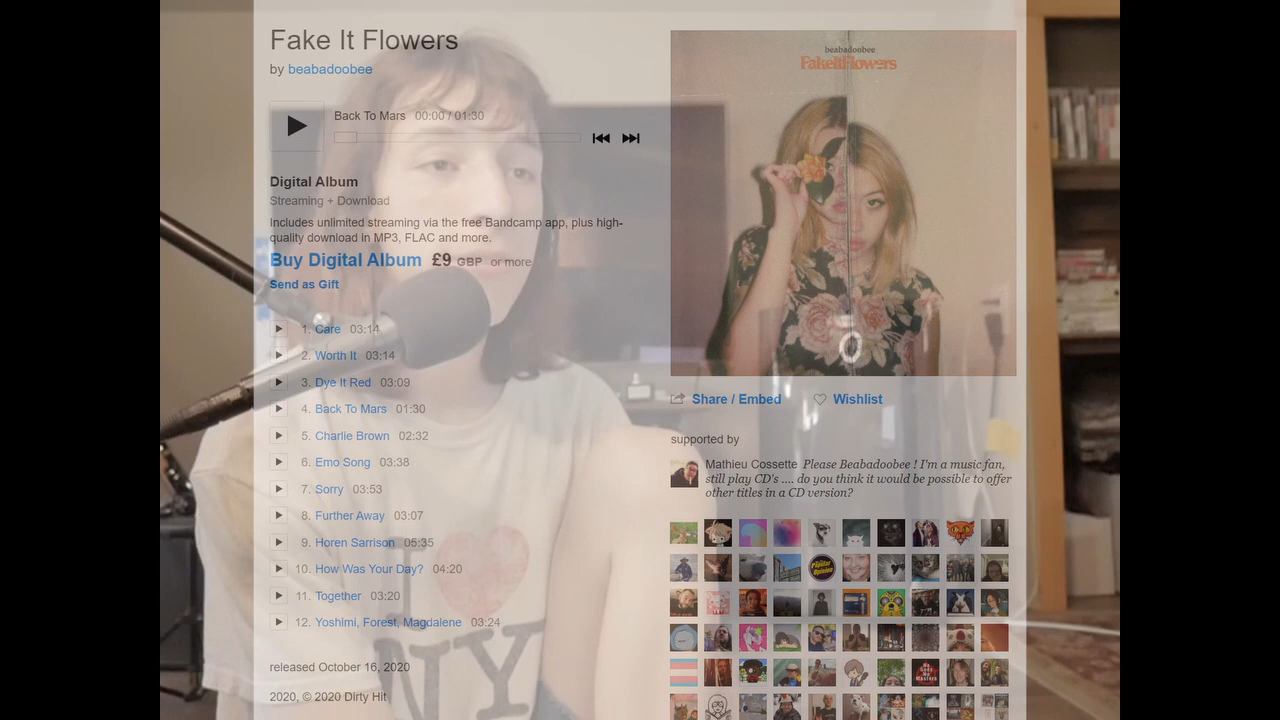 Fake It Flowers
by beabadoobee
Back To Mars 00:00 / 01:30
Digital Album
Streaming + Download
Includes unlimited streaming via the free Bandcamp app, plus high-
quality download in MP3, FLAC and more.
Buy Digital Album £9 GBP or more
Send as Gift
1. Care 03:14
2. Worth It 03:14
3. Dye It Red 03:09
4. Back To Mars 01:30
5. Charlie Brown 02:32
6. Emo Song 03:38
7. Sorry 03:53
8. Further Away 03:07
9. Horen Sarrison 05:35
10. How Was Your Day? 04:20
11. Together 03:20
12. Yoshimi, Forest, Magdalene 03:24
released October 16, 2020
2020, © 2020 Dirty Hit
beabadoobee
FakeItFlowers
Share / Embed
Wishlist
supported by
Mathieu Cossette Please Beabadoobee ! I'm a music fan,
still play CD's .... do you think it would be possible to offer
other titles in a CD version?
Popular
Opinion
No
Gods
No
Masters
I
NY